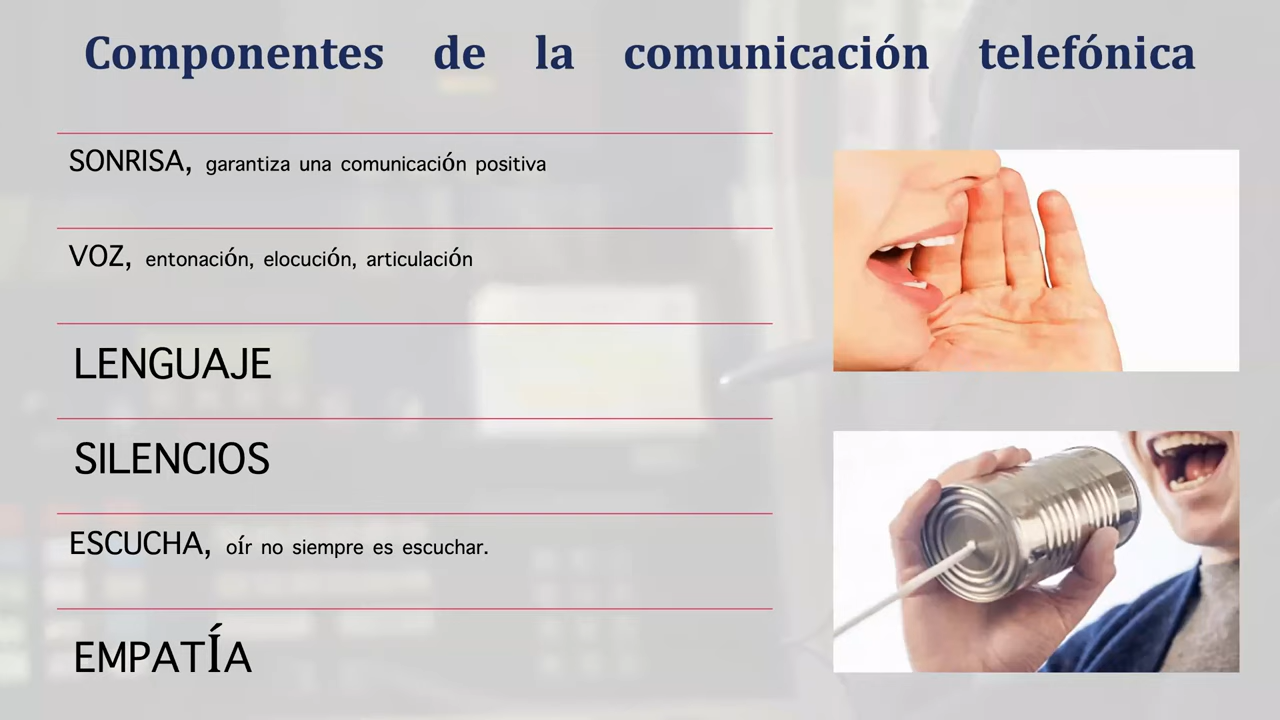 Componentes de la comunicación telefónica
SONRISA, garantiza una comunicación positiva
VOZ, entonación, elocución, articulación
LENGUAJE
SILENCIOS
ESCUCHA, oír no siempre es escuchar.
EMPATÍA